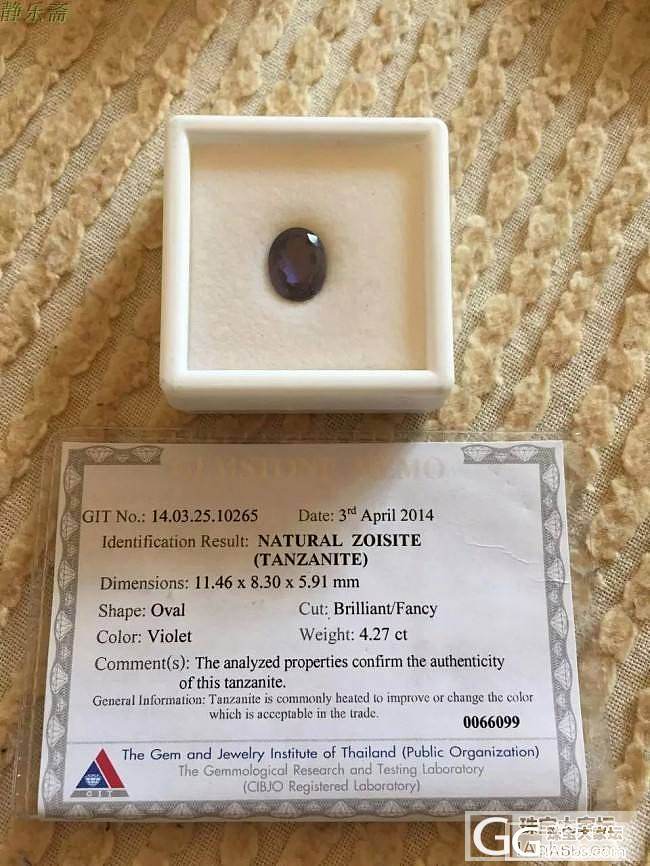 静乐斋
GEMSTONE MEMO
GIT No.: 14.03.25.10265 Date: 3rd April 2014
Identification Result: NATURAL ZOISITE
(TANZANITE)
Dimensions: 11.46 x 8.30 x 5.91 mm
Shape: Oval Cut: Brilliant/Fancy
Color: Violet Weight: 4.27 ct
Comment(s): The analyzed properties confirm the authenticity
of this tanzanite.
General Information: Tanzanite is commonly heated to improve or change the color
which is acceptable in the trade.
0066099
The Gem and Jewelry Institute of Thailand (Public Organization)
The Gemmological Research and Testing Laboratory
(CIBJO Registered Laboratory)
GIT